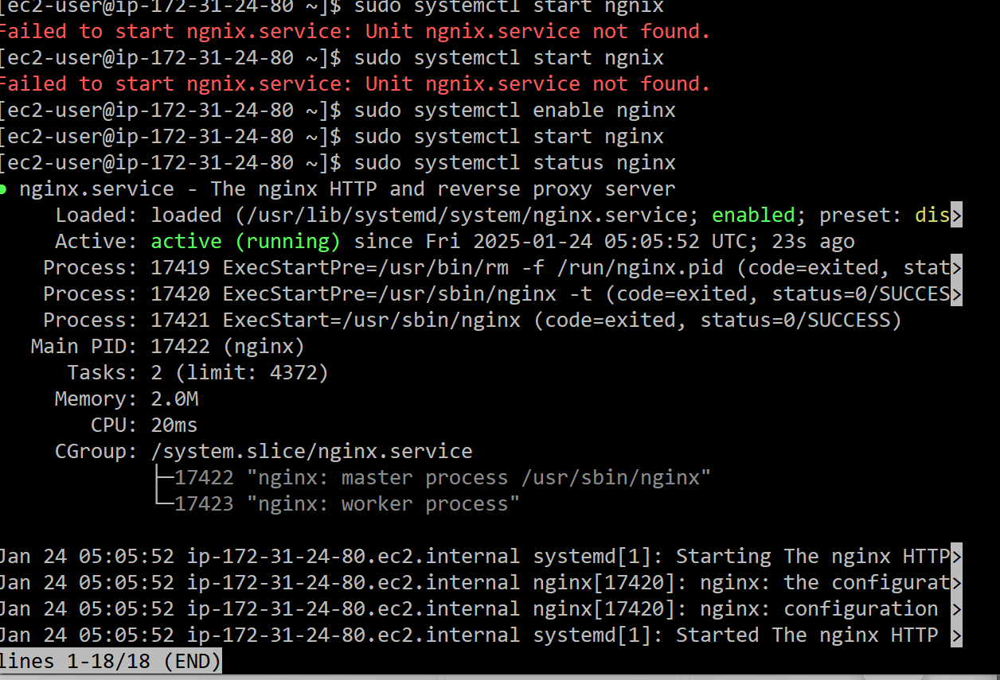 [ec2-user@ip-172-31-24-80 ~]$ sudo systemctl start ngnix
Failed to start ngnix.service: Unit ngnix.service not found.
[ec2-user@ip-172-31-24-80 ~]$ sudo systemctl start ngnix
Failed to start ngnix.service: Unit ngnix.service not found.
[ec2-user@ip-172-31-24-80 ~]$ sudo systemctl enable nginx
[ec2-user@ip-172-31-24-80 ~]$ sudo systemctl start nginx
[ec2-user@ip-172-31-24-80 ~]$ sudo systemctl status nginx
● nginx.service - The nginx HTTP and reverse proxy server
     Loaded: loaded (/usr/lib/systemd/system/nginx.service; enabled; preset: dis>
     Active: active (running) since Fri 2025-01-24 05:05:52 UTC; 23s ago
    Process: 17419 ExecStartPre=/usr/bin/rm -f /run/nginx.pid (code=exited, stat>
    Process: 17420 ExecStartPre=/usr/sbin/nginx -t (code=exited, status=0/SUCCES>
    Process: 17421 ExecStart=/usr/sbin/nginx (code=exited, status=0/SUCCESS)
   Main PID: 17422 (nginx)
      Tasks: 2 (limit: 4372)
     Memory: 2.0M
        CPU: 20ms
     CGroup: /system.slice/nginx.service
             ├─17422 "nginx: master process /usr/sbin/nginx"
             └─17423 "nginx: worker process"

Jan 24 05:05:52 ip-172-31-24-80.ec2.internal systemd[1]: Starting The nginx HTTP>
Jan 24 05:05:52 ip-172-31-24-80.ec2.internal nginx[17420]: nginx: the configurat>
Jan 24 05:05:52 ip-172-31-24-80.ec2.internal nginx[17420]: nginx: configuration >
Jan 24 05:05:52 ip-172-31-24-80.ec2.internal systemd[1]: Started The nginx HTTP >
lines 1-18/18 (END)